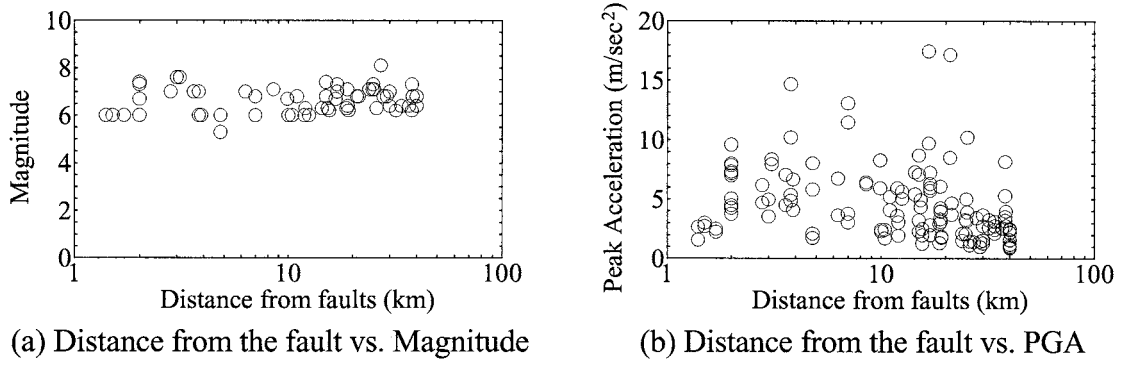 10
8
6
4
2
0
1
10
100
Magnitude
Distance from faults (km)
(a) Distance from the fault vs. Magnitude
20
15
10
5
0
1
10
100
Peak Acceleration (m/sec²)
Distance from faults (km)
(b) Distance from the fault vs. PGA